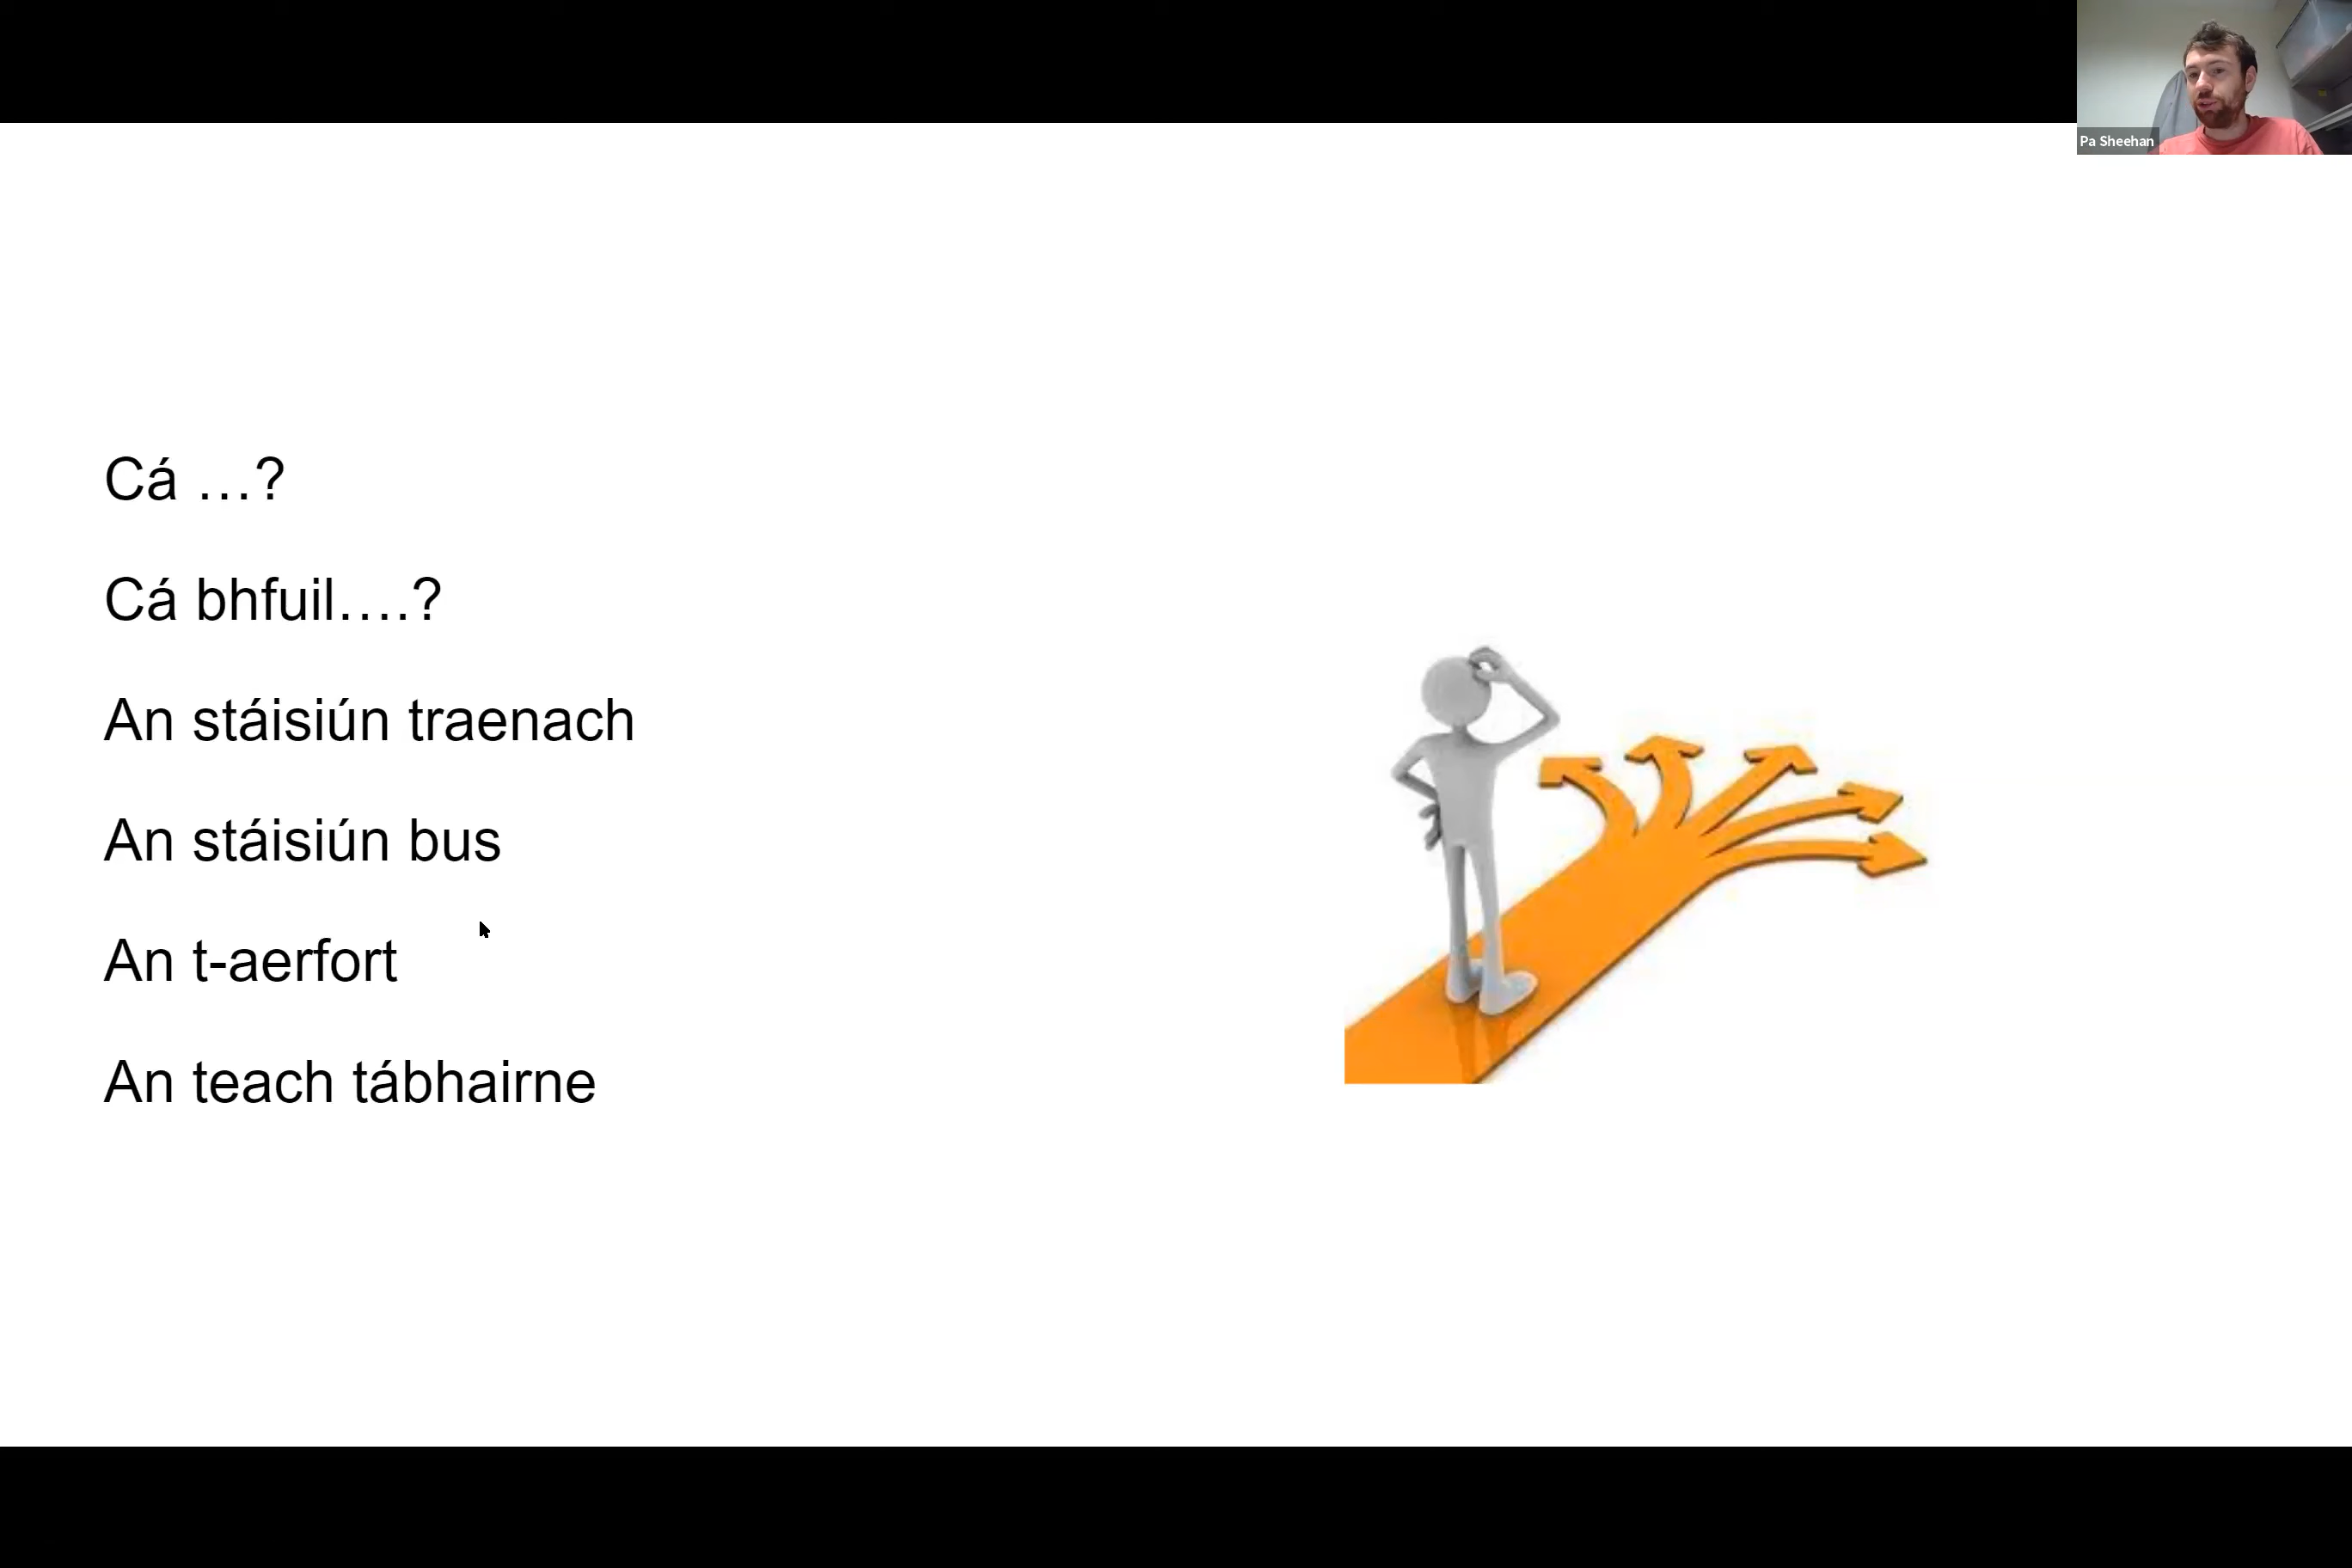 Pa Sheehan
Cá …?
Cá bhfuil….?
An stáisiún traenach
An stáisiún bus
An t-aerfort
An teach tábhairne